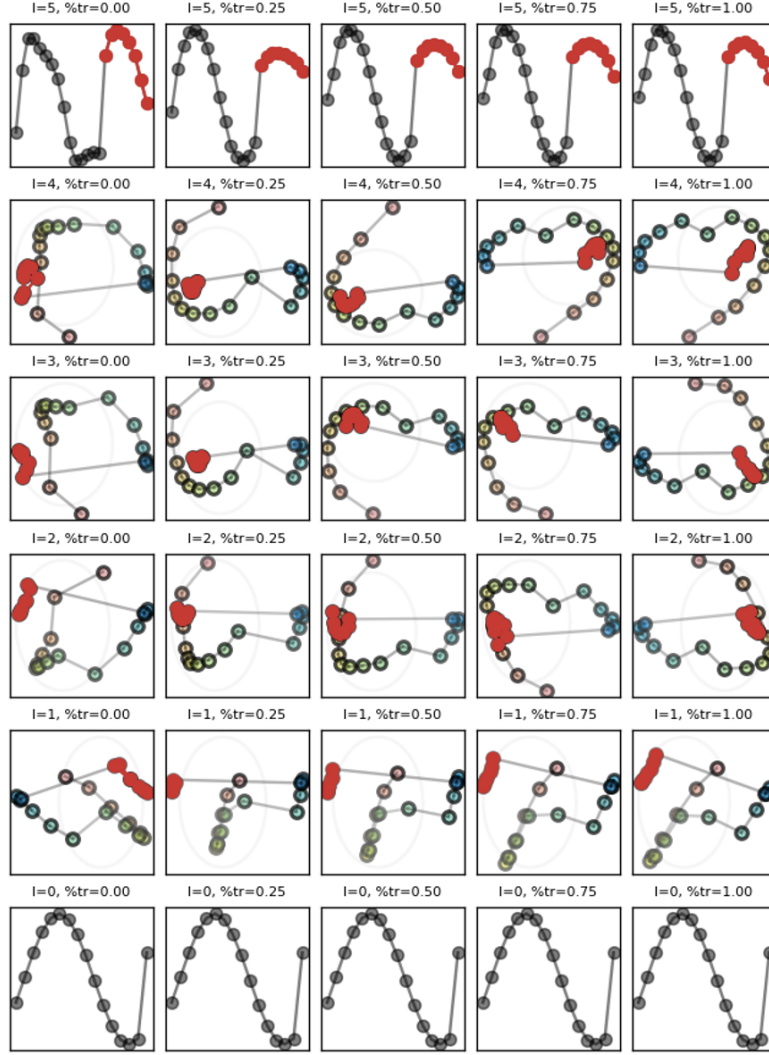 I=5, %tr=0.00 I=5, %tr=0.25 I=5, %tr=0.50 I=5, %tr=0.75 I=5, %tr=1.00
I=4, %tr=0.00 I=4, %tr=0.25 I=4, %tr=0.50 I=4, %tr=0.75 I=4, %tr=1.00
I=3, %tr=0.00 I=3, %tr=0.25 I=3, %tr=0.50 I=3, %tr=0.75 I=3, %tr=1.00
I=2, %tr=0.00 I=2, %tr=0.25 I=2, %tr=0.50 I=2, %tr=0.75 I=2, %tr=1.00
I=1, %tr=0.00 I=1, %tr=0.25 I=1, %tr=0.50 I=1, %tr=0.75 I=1, %tr=1.00
I=0, %tr=0.00 I=0, %tr=0.25 I=0, %tr=0.50 I=0, %tr=0.75 I=0, %tr=1.00